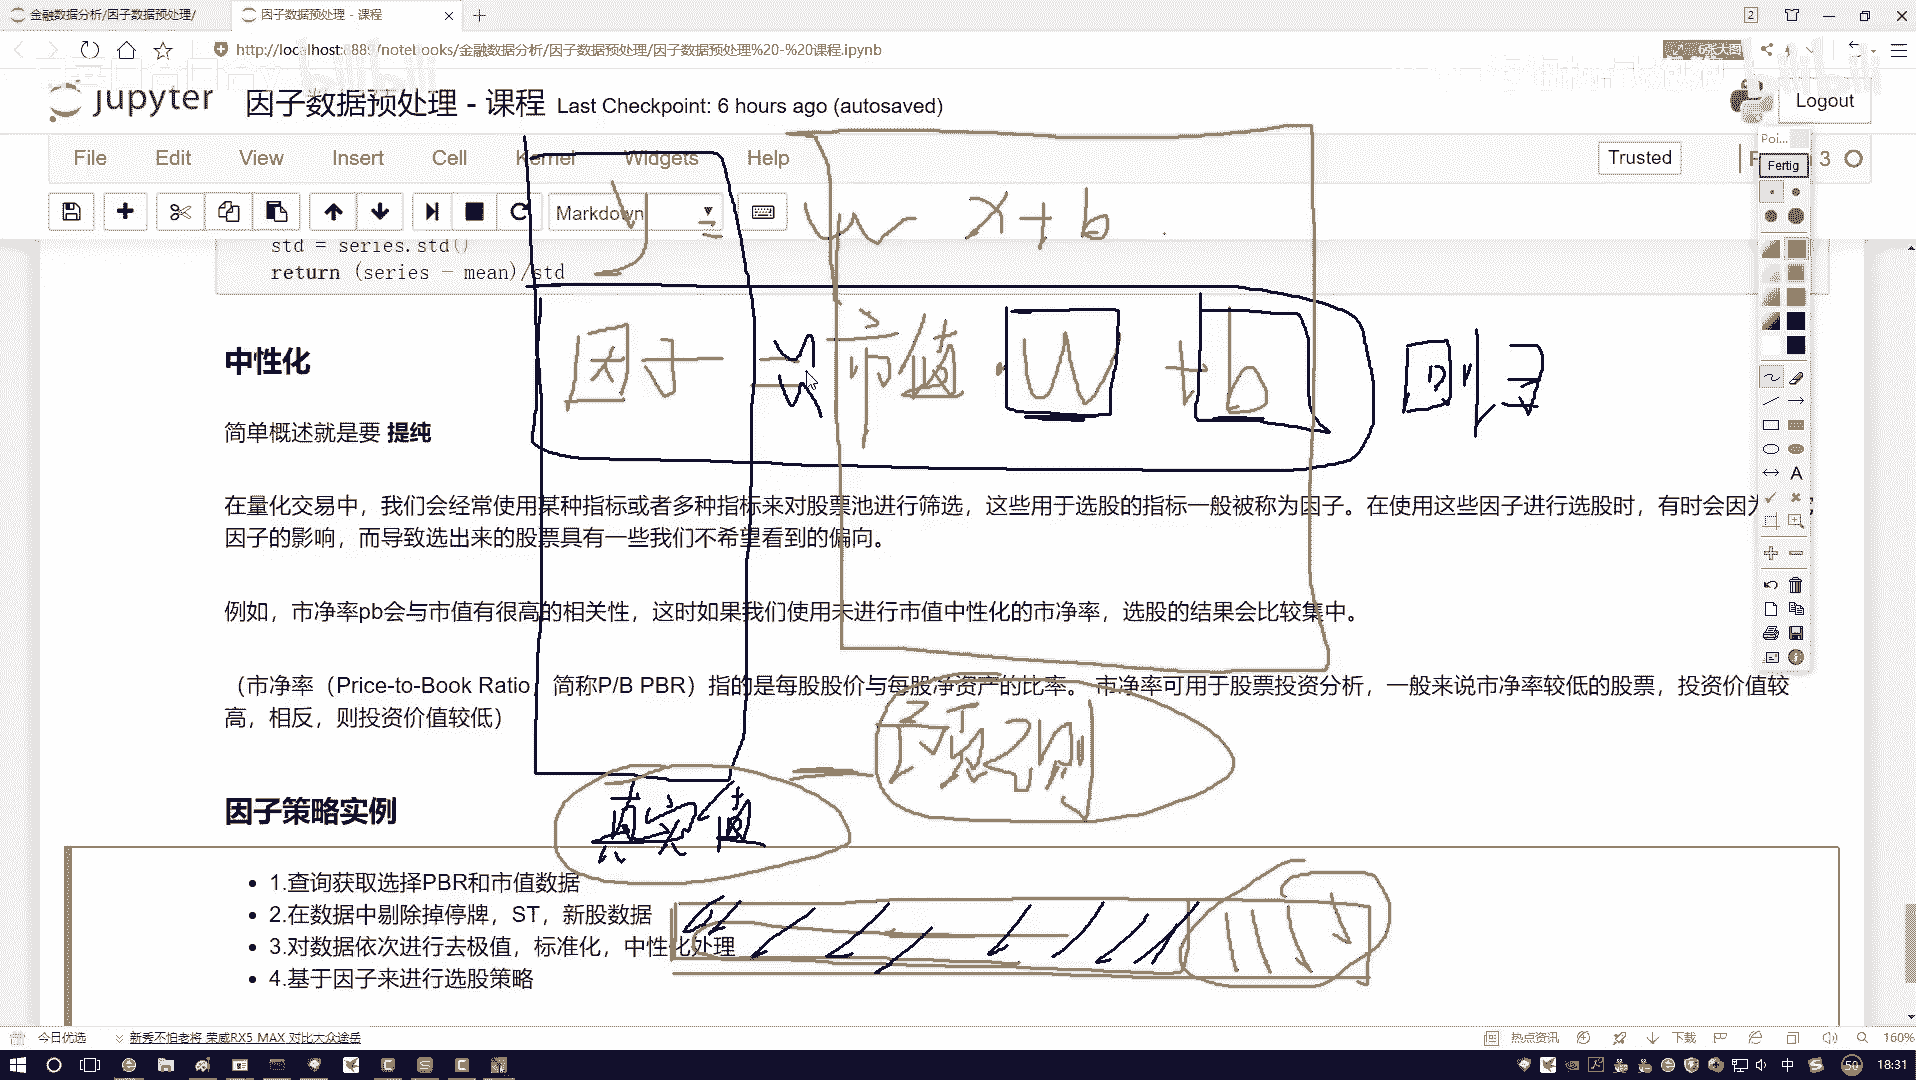 金融数据分析/因子数据预处理/
因子数据预处理 - 课程
2
http://localhost:8889/notebooks/金融数据分析/因子数据预处理/因子数据预处理%20-%20课程.ipynb
6张大图
jupyter
因子数据预处理 - 课程 Last Checkpoint: 6 hours ago (autosaved)
Logout
File Edit View Insert Cell Kernel Widgets Help
Trusted
3
Fertig
Markdown
y = w x + b
std = series.std()
return (series - mean)/std
因子 = 市值 · W + b
回归
中性化
简单概述就是要 提纯
在量化交易中，我们会经常使用某种指标或者多种指标来对股票池进行筛选，这些用于选股的指标一般被称为因子。在使用这些因子进行选股时，有时会因为
因子的影响，而导致选出来的股票具有一些我们不希望看到的偏向。
例如，市净率pb会与市值有很高的相关性，这时如果我们使用未进行市值中性化的市净率，选股的结果会比较集中。
（市净率（Price-to-Book Ratio，简称P/B PBR）指的是每股股价与每股净资产的比率。 市净率可用于股票投资分析，一般来说市净率较低的股票，投资价值较
高，相反，则投资价值较低）
真实值 - 预测
因子策略实例
1.查询获取选择PBR和市值数据
2.在数据中剔除掉停牌，ST，新股数据
3.对数据依次进行去极值，标准化，中性化处理
4.基于因子来进行选股策略
今日优选
新秀不怕老将 荣威RX5 MAX 对比大众途岳
热点资讯
下载
160%
中
50
18:31